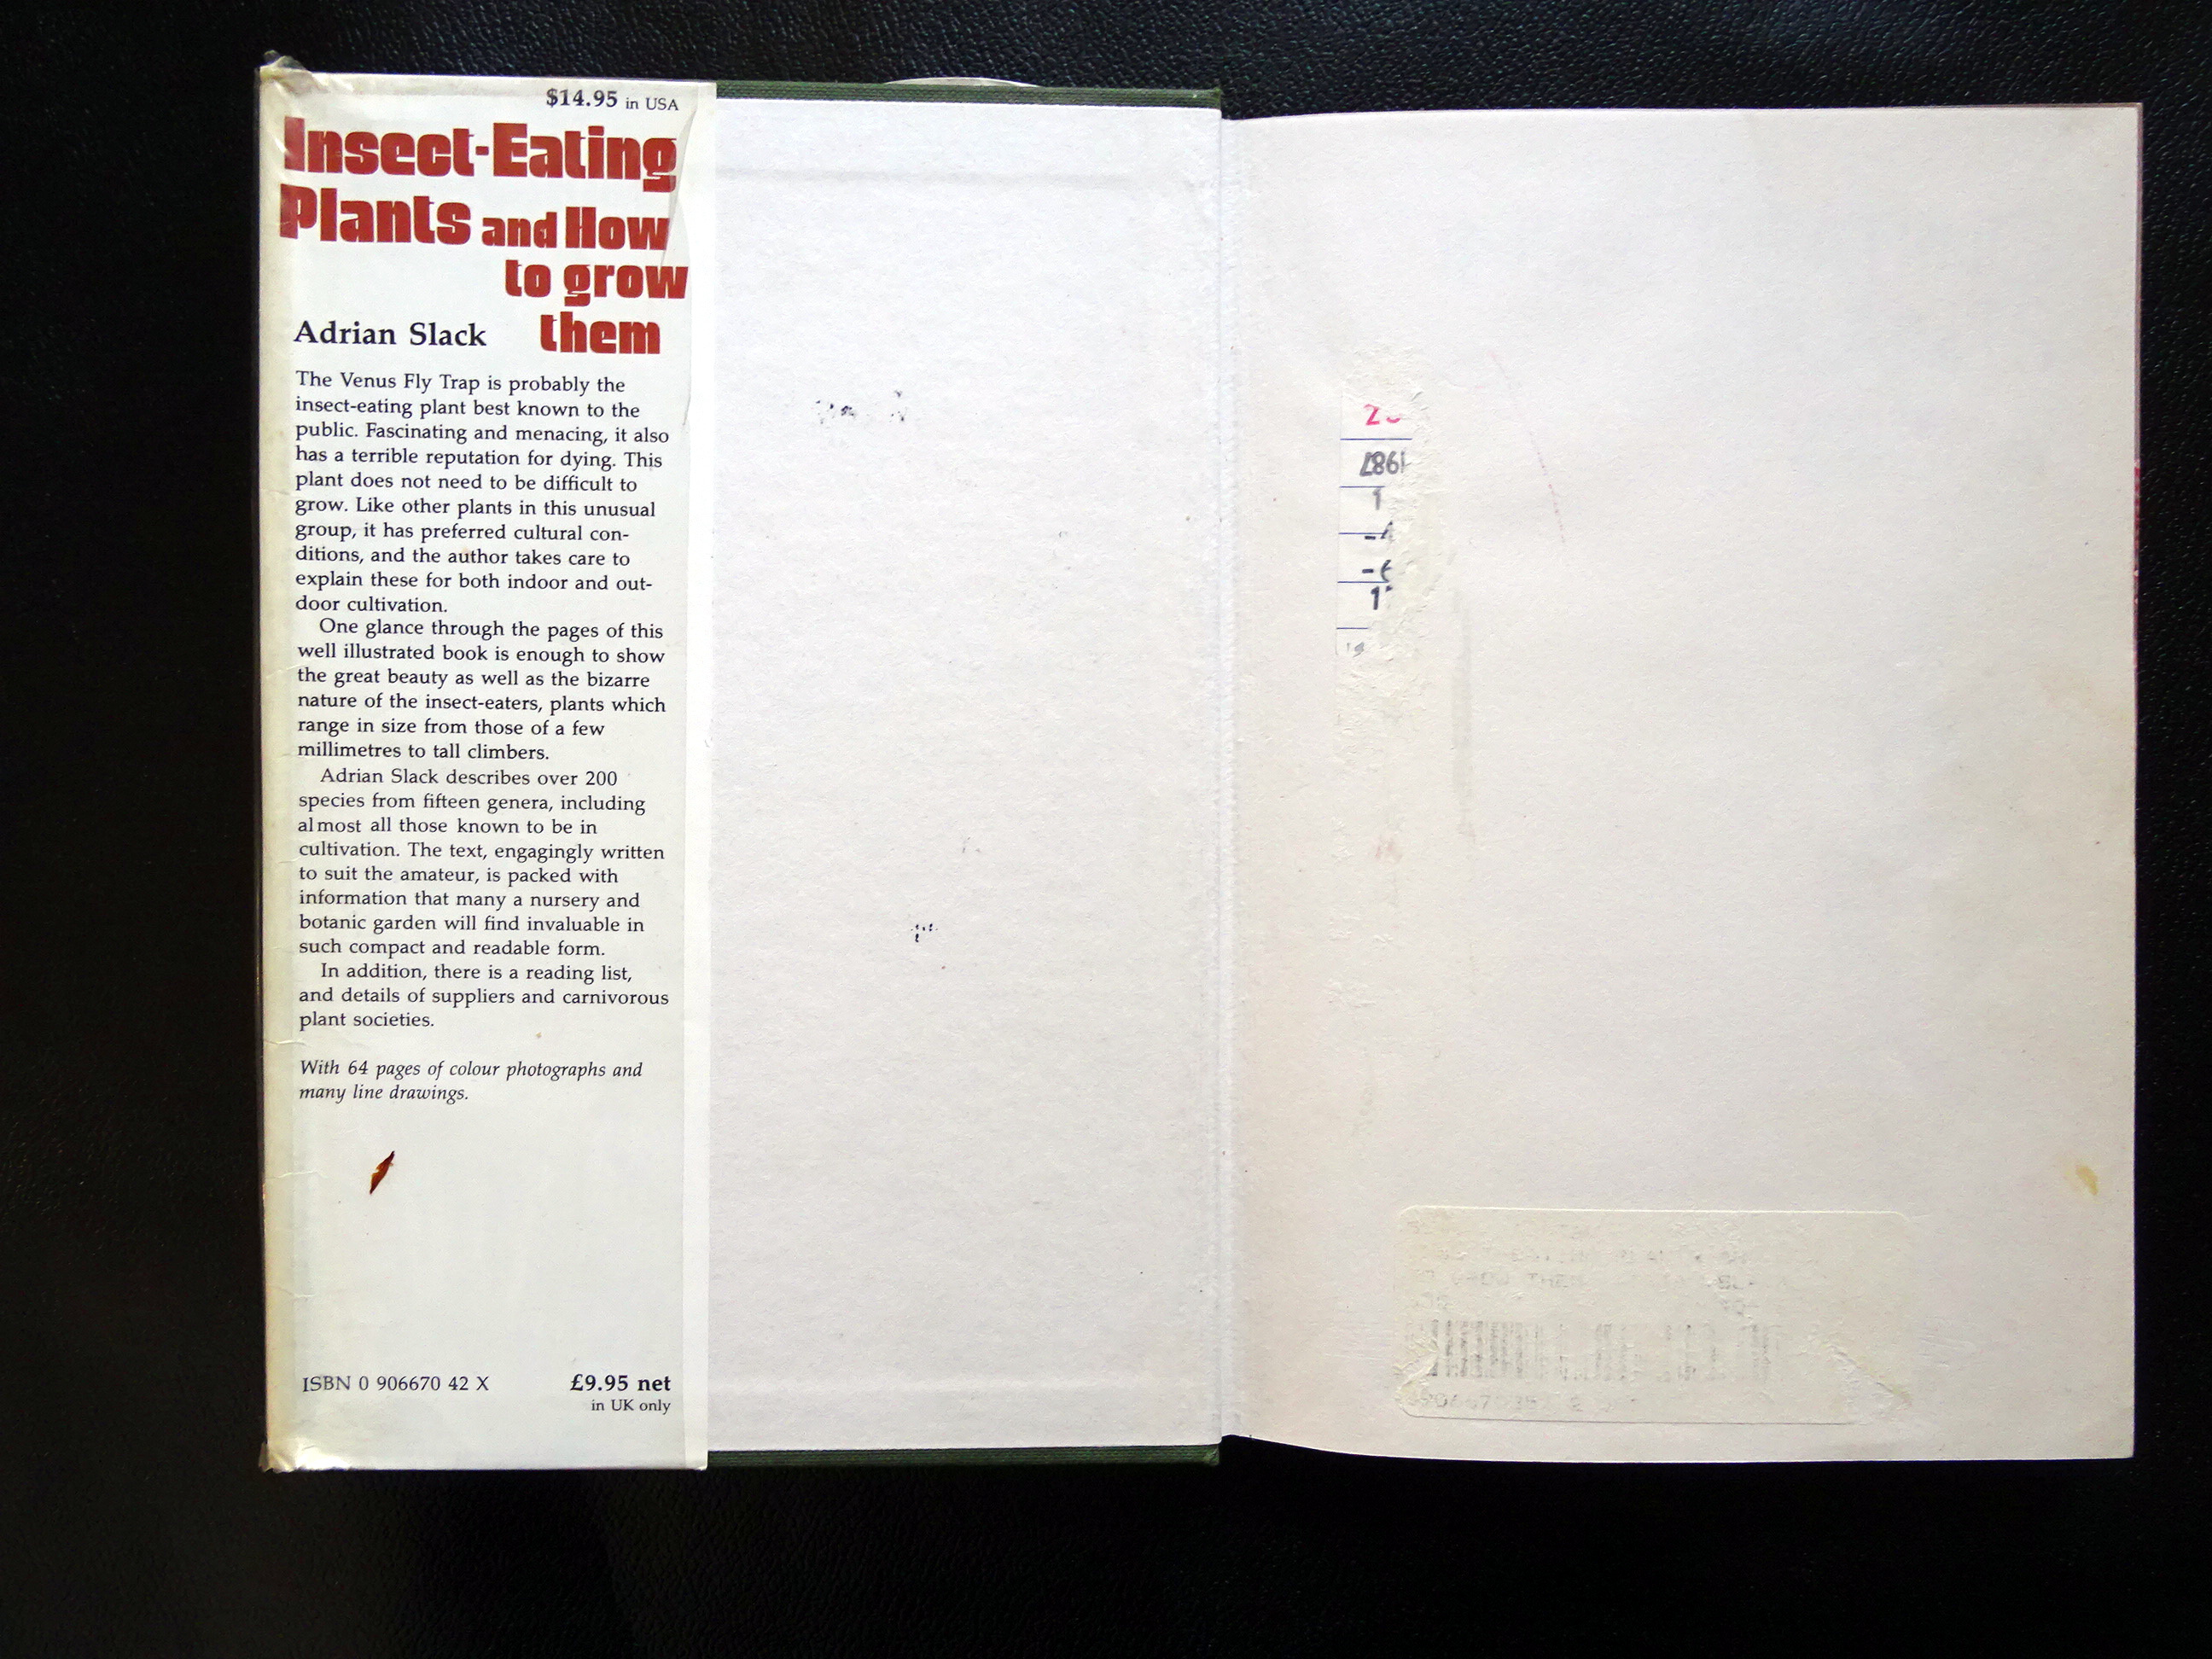 $14.95 in USA
Insect-Eating
Plants and How
to grow
them
Adrian Slack
The Venus Fly Trap is probably the
insect-eating plant best known to the
public. Fascinating and menacing, it also
has a terrible reputation for dying. This
plant does not need to be difficult to
grow. Like other plants in this unusual
group, it has preferred cultural con-
ditions, and the author takes care to
explain these for both indoor and out-
door cultivation.
One glance through the pages of this
well illustrated book is enough to show
the great beauty as well as the bizarre
nature of the insect-eaters, plants which
range in size from those of a few
millimetres to tall climbers.
Adrian Slack describes over 200
species from fifteen genera, including
almost all those known to be in
cultivation. The text, engagingly written
to suit the amateur, is packed with
information that many a nursery and
botanic garden will find invaluable in
such compact and readable form.
In addition, there is a reading list,
and details of suppliers and carnivorous
plant societies.
With 64 pages of colour photographs and
many line drawings.
ISBN 0 906670 42 X
£9.95 net
in UK only